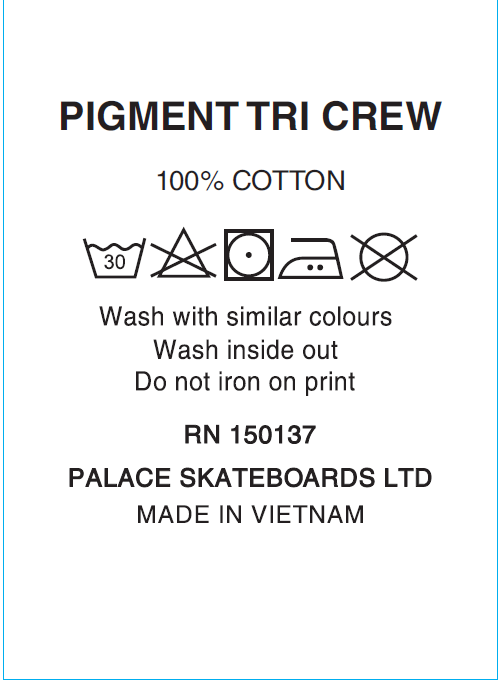 PIGMENT TRI CREW
100% COTTON
30
Wash with similar colours
Wash inside out
Do not iron on print
RN 150137
PALACE SKATEBOARDS LTD
MADE IN VIETNAM